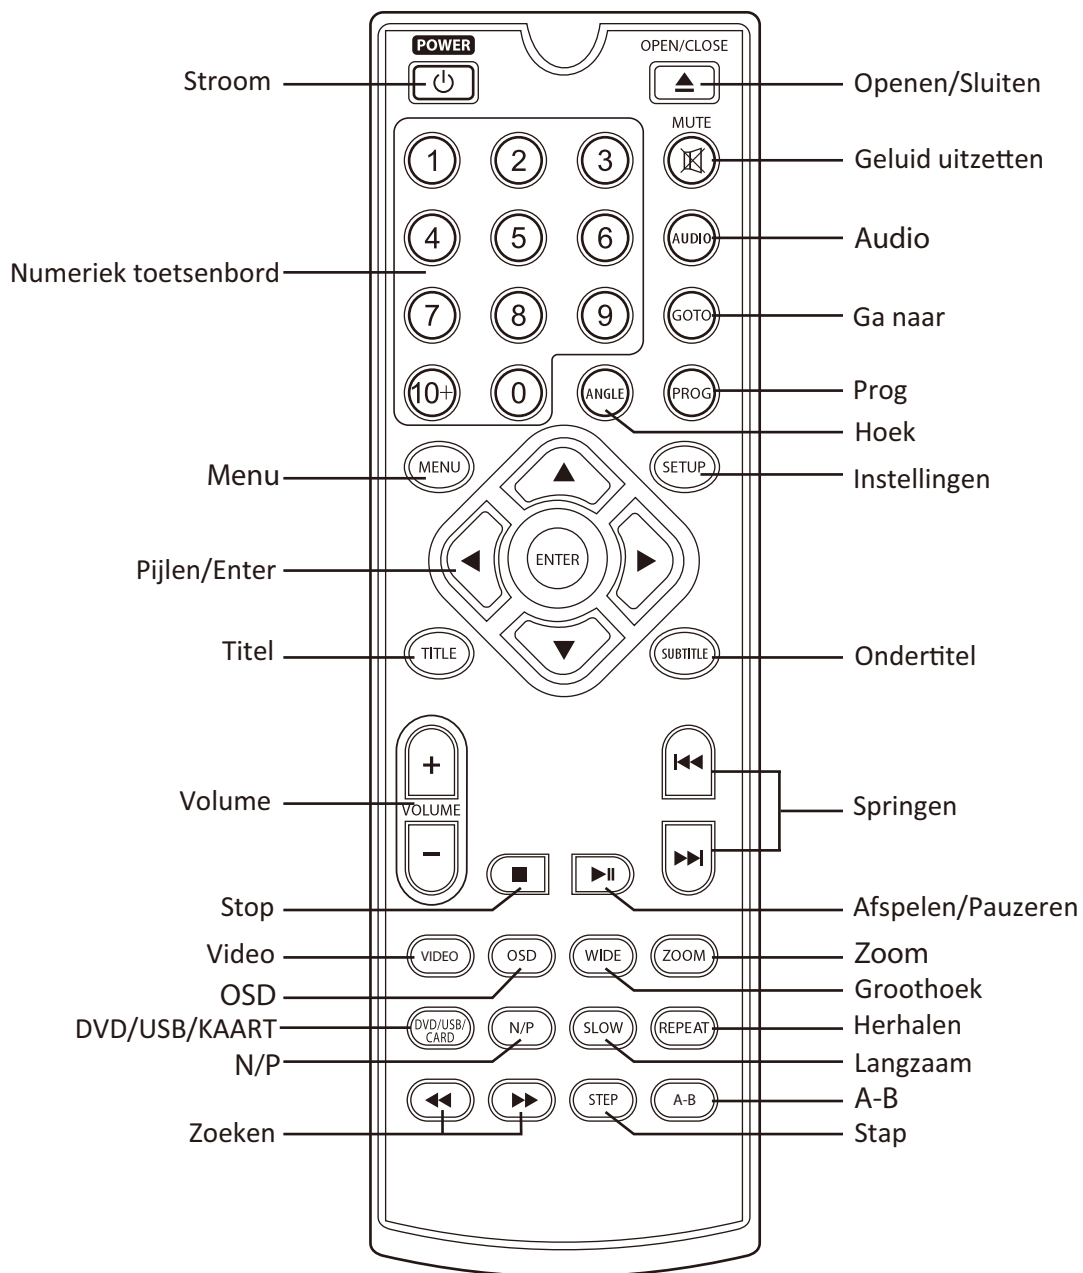 POWER
OPEN/CLOSE
Stroom
Openen/Sluiten
MUTE
1 2 3
Geluid uitzetten
4 5 6
AUDIO
Audio
Numeriek toetsenbord
7 8 9
GOTO
Ga naar
10+ 0
ANGLE
PROG
Prog
Hoek
MENU
SETUP
Menu
Instellingen
ENTER
Pijlen/Enter
TITLE
SUBTITLE
Titel
Ondertitel
+
VOLUME
Volume
Springen
−
Stop
Afspelen/Pauzeren
Video
VIDEO
OSD
WIDE
ZOOM
Zoom
OSD
Groothoek
DVD/USB/KAART
DVD/USB/
CARD
N/P
SLOW
REPEAT
Herhalen
N/P
Langzaam
STEP
A-B
A-B
Zoeken
Stap